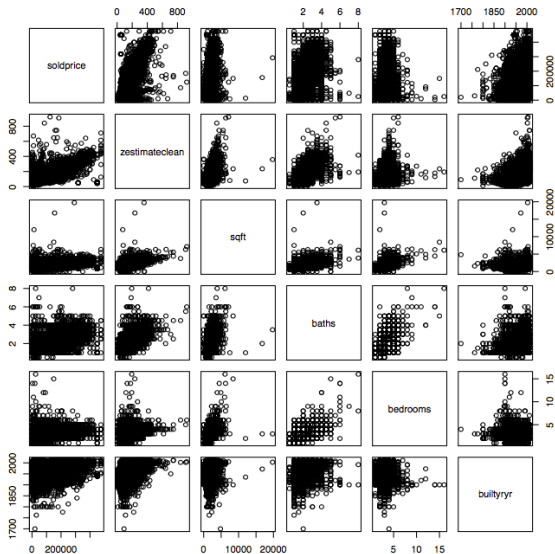 0 400 800
2 4 6 8
1700 1850 2000
soldprice
0 200000
0 400 800
zestimateclean
sqft
0 10000 20000
2 4 6 8
baths
bedrooms
5 10 15
1700 1850 2000
builtyryr
0 200000
0 10000 20000
5 10 15